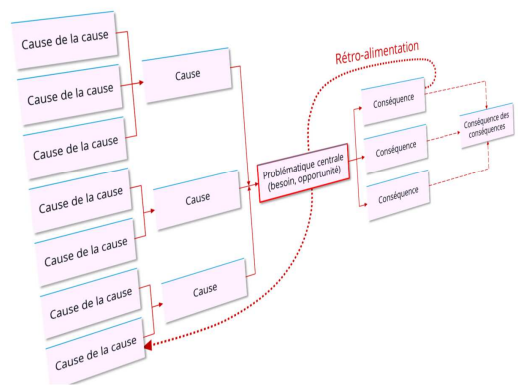 Cause de la cause
Cause de la cause
Cause de la cause
Cause de la cause
Cause de la cause
Cause de la cause
Cause de la cause
Cause
Cause
Cause
Problématique centrale
(besoin, opportunité)
Rétro-alimentation
Conséquence
Conséquence
Conséquence
Conséquence des
conséquences